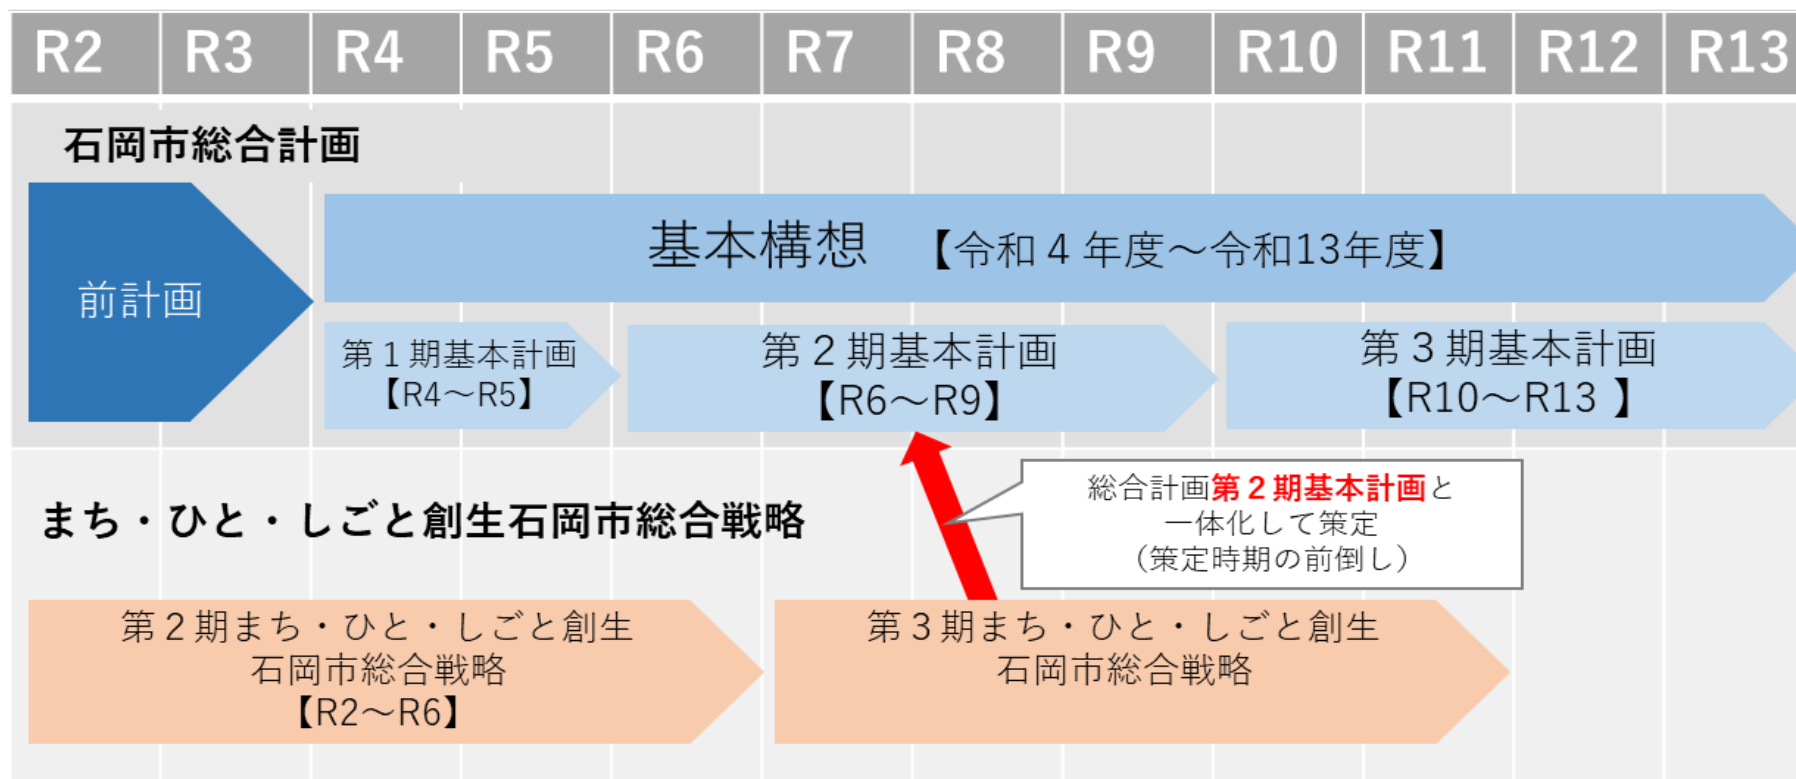 R2 R3 R4 R5 R6 R7 R8 R9 R10 R11 R12 R13
石岡市総合計画
前計画
基本構想 【令和４年度～令和13年度】
第１期基本計画
【R4～R5】
第２期基本計画
【R6～R9】
第３期基本計画
【R10～R13 】
まち・ひと・しごと創生石岡市総合戦略
総合計画第２期基本計画と
一体化して策定
（策定時期の前倒し）
第２期まち・ひと・しごと創生
石岡市総合戦略
【R2～R6】
第３期まち・ひと・しごと創生
石岡市総合戦略